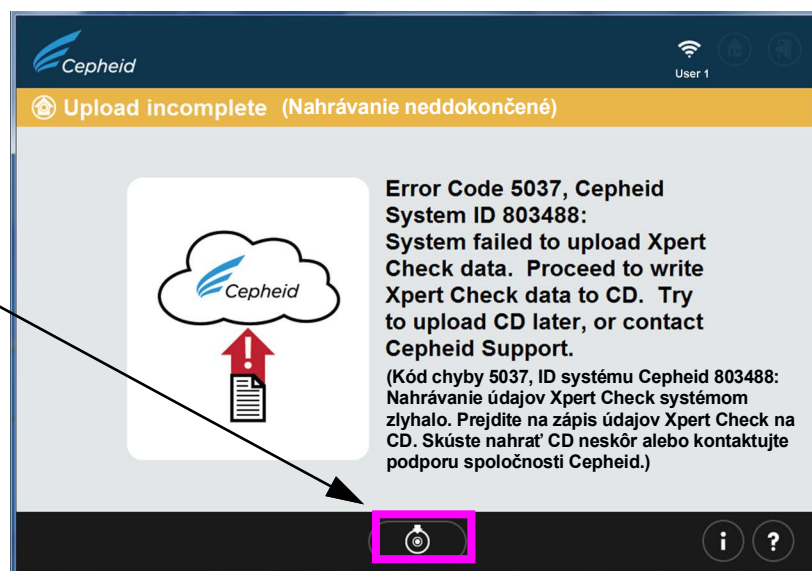 Cepheid
User 1
Upload incomplete (Nahrávanie neddokončené)
Error Code 5037, Cepheid
System ID 803488:
System failed to upload Xpert
Check data. Proceed to write
Xpert Check data to CD. Try
to upload CD later, or contact
Cepheid Support.
Cepheid
!
(Kód chyby 5037, ID systému Cepheid 803488:
Nahrávanie údajov Xpert Check systémom
zlyhalo. Prejdite na zápis údajov Xpert Check na
CD. Skúste nahrať CD neskôr alebo kontaktujte
podporu spoločnosti Cepheid.)
i ?